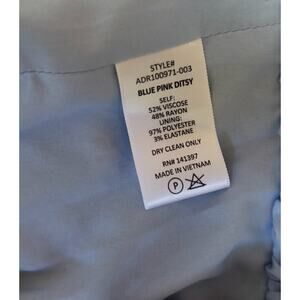 STYLE#
ADR100971-003
BLUE PINK DITSY
SELF:
52% VISCOSE
48% RAYON
LINING:
97% POLYESTER
3% ELASTANE
DRY CLEAN ONLY
RN# 141397
MADE IN VIETNAM
P